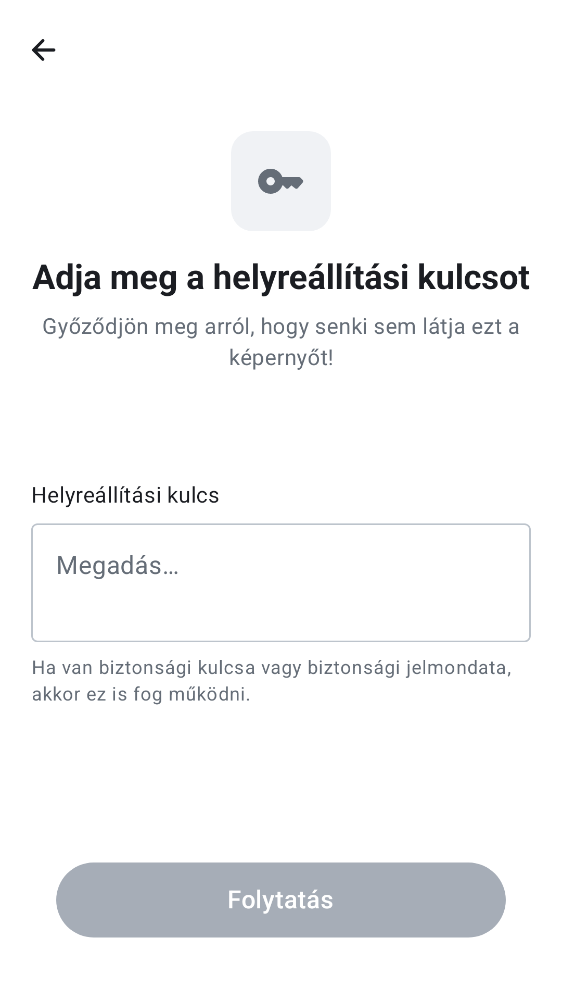 Adja meg a helyreállítási kulcsot
Győződjön meg arról, hogy senki sem látja ezt a
képernyőt!
Helyreállítási kulcs
Megadás…
Ha van biztonsági kulcsa vagy biztonsági jelmondata,
akkor ez is fog működni.
Folytatás